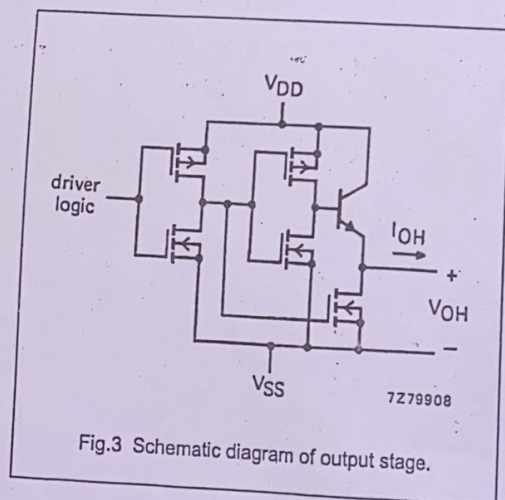 VDD
driver
logic
IOH
+
VOH
–
VSS
7Z79908
Fig.3 Schematic diagram of output stage.